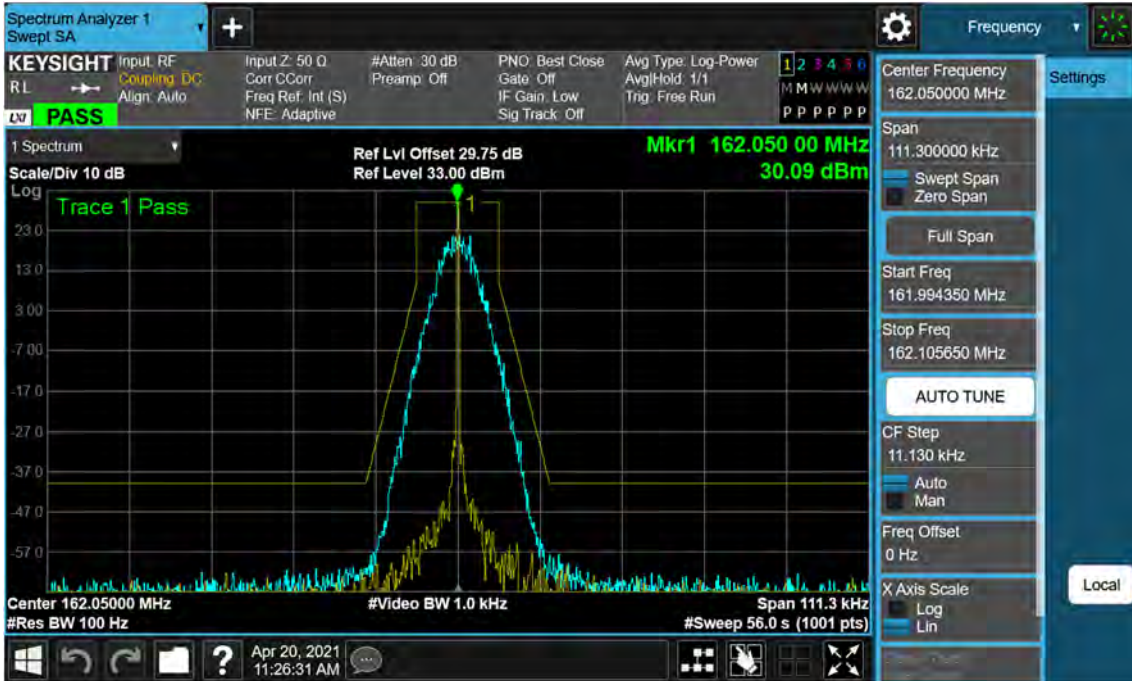 Spectrum Analyzer 1
Swept SA
Frequency
KEYSIGHT
RL
LXI PASS
Input: RF
Coupling: DC
Align: Auto
Input Z: 50 Ω
Corr CCorr
Freq Ref: Int (S)
NFE: Adaptive
#Atten: 30 dB
Preamp: Off
PNO: Best Close
Gate: Off
IF Gain: Low
Sig Track: Off
Avg Type: Log-Power
Avg|Hold: 1/1
Trig: Free Run
1 2 3 4 5 6
M M W W W W
P P P P P P
1 Spectrum
Scale/Div 10 dB
Log
Ref Lvl Offset 29.75 dB
Ref Level 33.00 dBm
Mkr1 162.050 00 MHz
30.09 dBm
Trace 1 Pass
1
23.0
13.0
3.00
-7.00
-17.0
-27.0
-37.0
-47.0
-57.0
Center 162.05000 MHz
#Res BW 100 Hz
#Video BW 1.0 kHz
Span 111.3 kHz
#Sweep 56.0 s (1001 pts)
Apr 20, 2021
11:26:31 AM
Center Frequency
162.050000 MHz
Settings
Span
111.300000 kHz
Swept Span
Zero Span
Full Span
Start Freq
161.994350 MHz
Stop Freq
162.105650 MHz
AUTO TUNE
CF Step
11.130 kHz
Auto
Man
Freq Offset
0 Hz
X Axis Scale
Log
Lin
Local